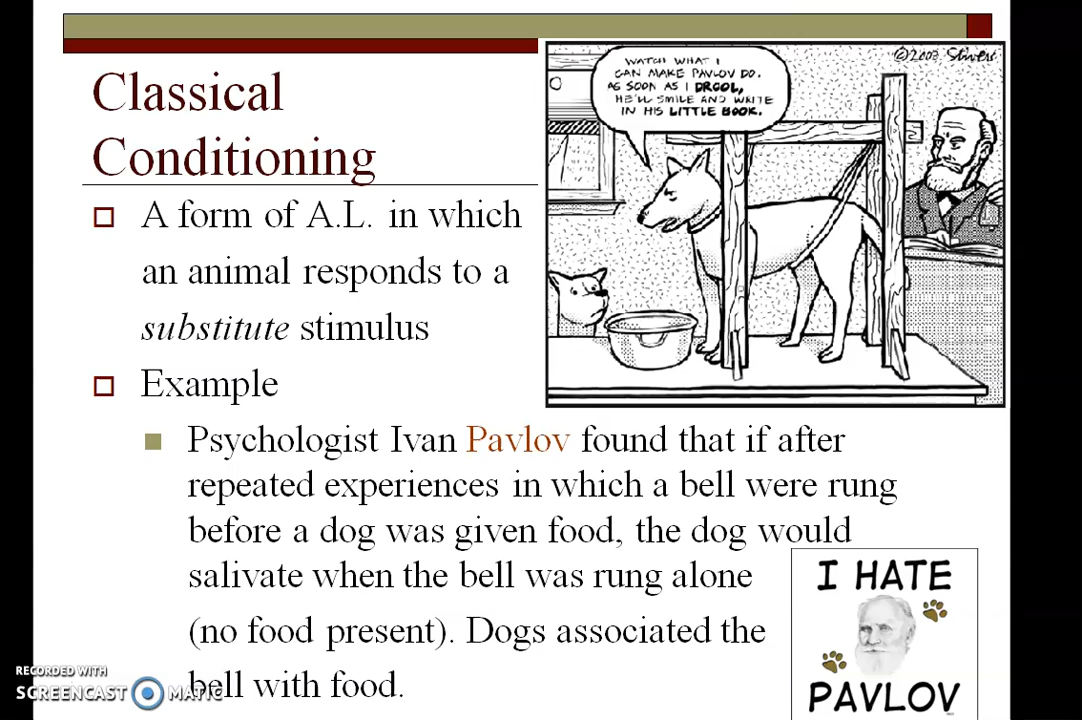 Classical
Conditioning
A form of A.L. in which
an animal responds to a
substitute stimulus
Example
Psychologist Ivan Pavlov found that if after
repeated experiences in which a bell were rung
before a dog was given food, the dog would
salivate when the bell was rung alone
(no food present). Dogs associated the
bell with food.
©2003 Stivers
WATCH WHAT I
CAN MAKE PAVLOV DO.
AS SOON AS I DROOL,
HE'LL SMILE AND WRITE
IN HIS LITTLE BOOK.
I HATE
PAVLOV
RECORDED WITH
SCREENCAST MATIC